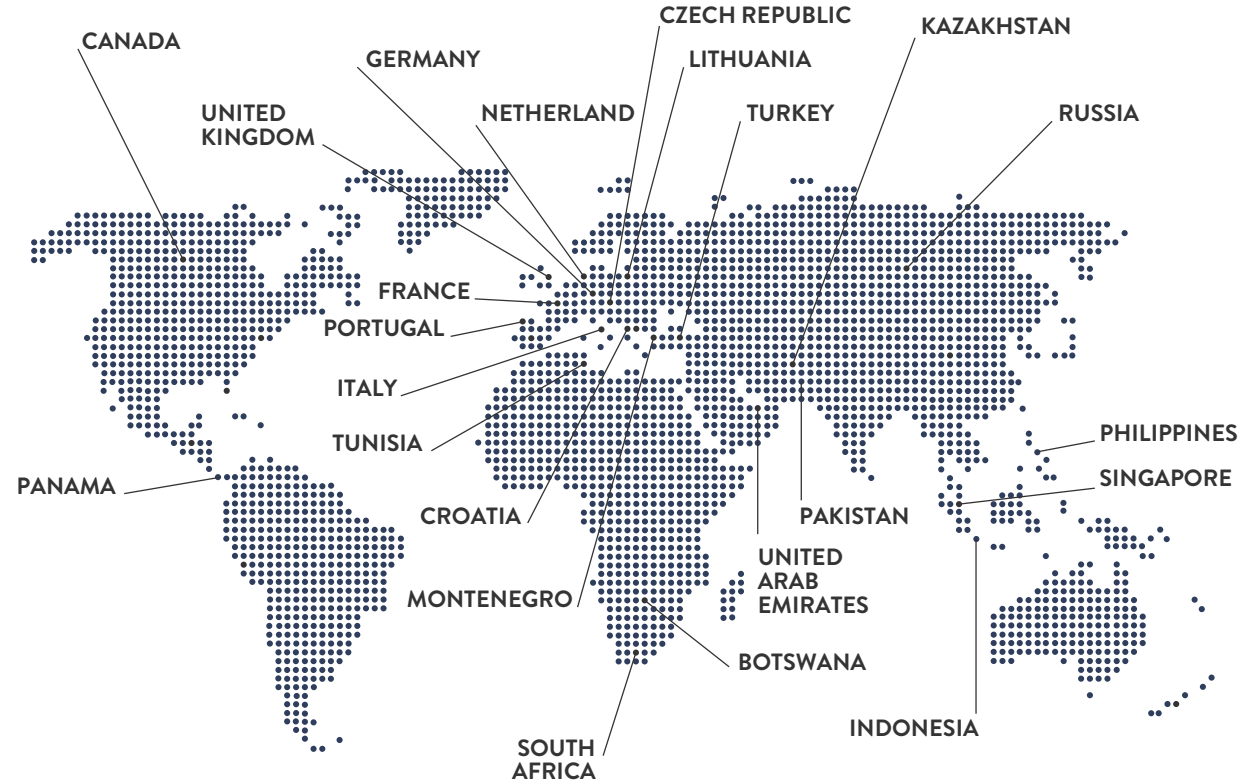 CZECH REPUBLIC
KAZAKHSTAN
CANADA
GERMANY
LITHUANIA
UNITED
KINGDOM
NETHERLAND
TURKEY
RUSSIA
FRANCE
PORTUGAL
ITALY
TUNISIA
PHILIPPINES
PANAMA
SINGAPORE
CROATIA
PAKISTAN
UNITED
ARAB
EMIRATES
MONTENEGRO
BOTSWANA
INDONESIA
SOUTH
AFRICA